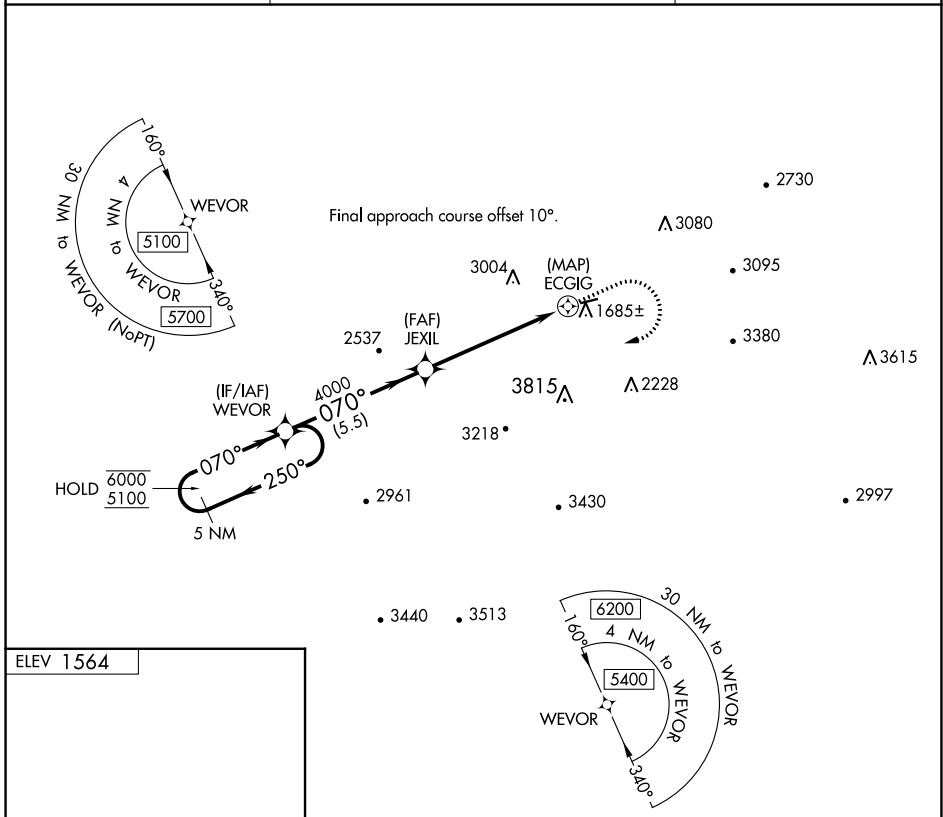 160°
30 NM to WEVOR (NoPT)
4 NM to WEVOR
WEVOR
5100
340°
5700
Final approach course offset 10°.
2730
3080
3004
(MAP)
ECGIG
3095
1685±
(FAF)
JEXIL
2537
3380
3615
(IF/IAF)
WEVOR
4000
070°
(5.5)
3815
2228
3218
070°
250°
HOLD 6000
5100
5 NM
2961
3430
2997
3440
3513
6200
30 NM to WEVOR
160°
4 NM to WEVOR
5400
WEVOR
340°
ELEV 1564